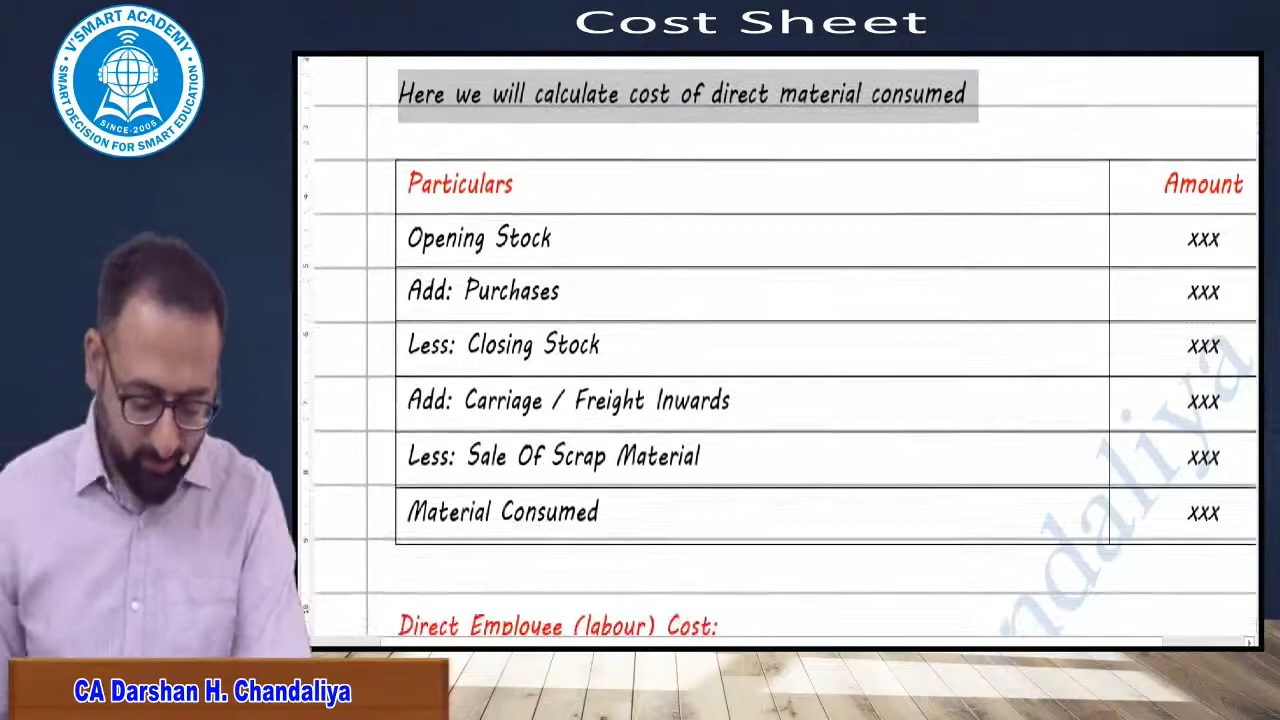 Cost Sheet
V'SMART ACADEMY
SINCE-2005
SMART DECISION FOR SMART EDUCATION
Here we will calculate cost of direct material consumed
Particulars Amount
Opening Stock xxx
Add: Purchases xxx
Less: Closing Stock xxx
Add: Carriage / Freight Inwards xxx
Less: Sale Of Scrap Material xxx
Material Consumed xxx
Direct Employee (labour) Cost:
CA Darshan H. Chandaliya